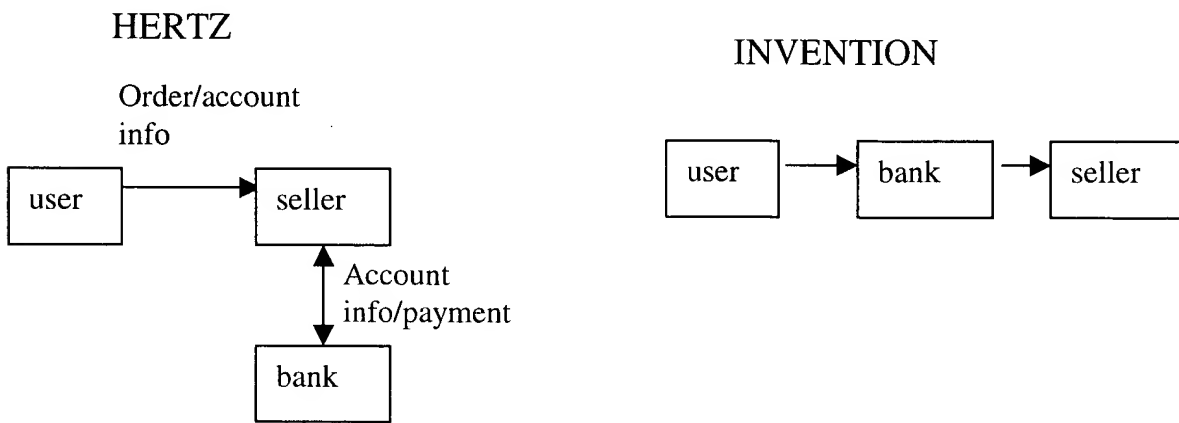 HERTZ
Order/account
info
user
seller
Account
info/payment
bank
INVENTION
user
bank
seller